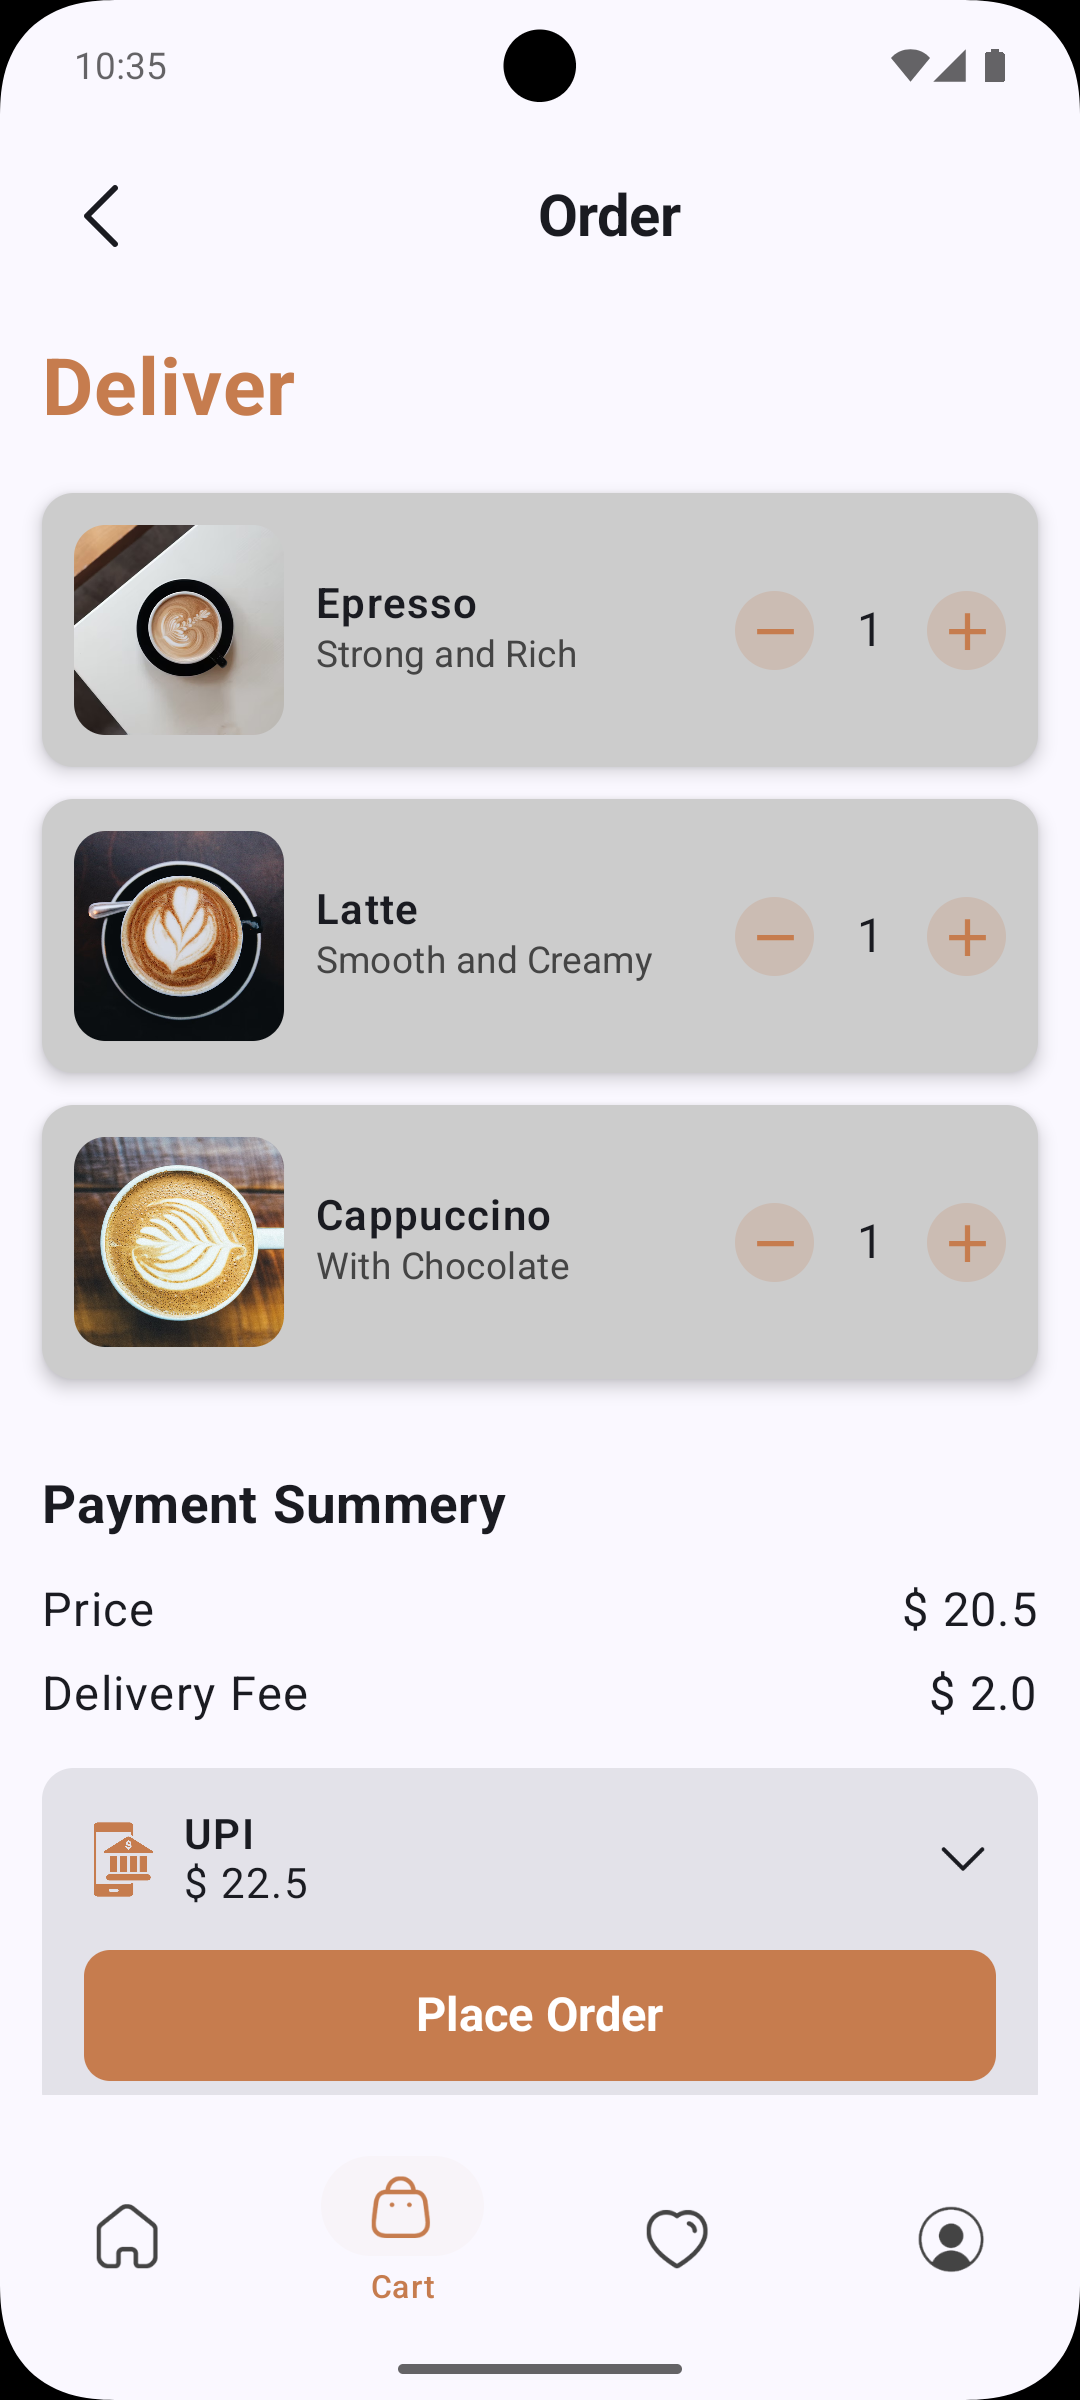 10:35
Order
Deliver
Epresso
Strong and Rich
1
Latte
Smooth and Creamy
1
Cappuccino
With Chocolate
1
Payment Summery
Price $ 20.5
Delivery Fee $ 2.0
UPI
$ 22.5
Place Order
Cart